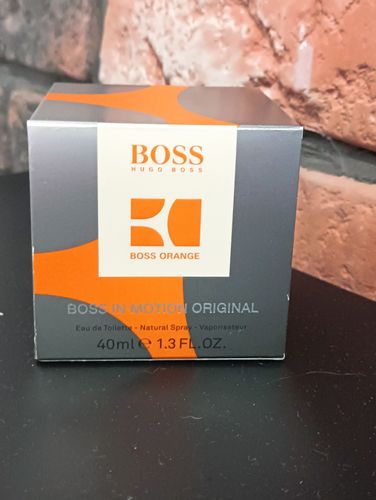 BOSS
HUGO BOSS
BOSS ORANGE
BOSS IN MOTION ORIGINAL
Eau de Toilette - Natural Spray - Vaporisateur
40ml ℮ 1.3 FL.OZ.